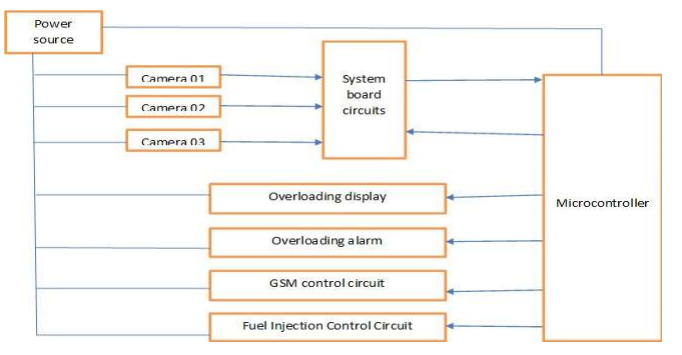 Power
source
Camera 01
Camera 02
Camera 03
System
board
circuits
Overloading display
Overloading alarm
GSM control circuit
Fuel Injection Control Circuit
Microcontroller